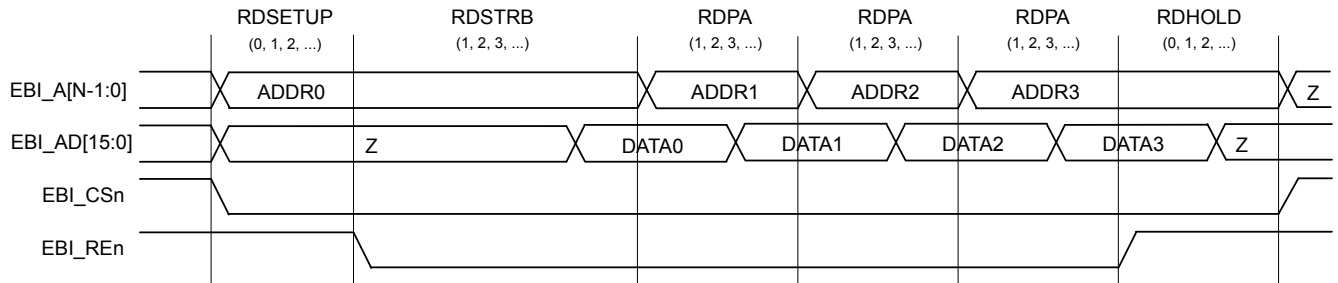 RDSETUP RDSTRB RDPA RDPA RDPA RDHOLD
(0, 1, 2, ...) (1, 2, 3, ...) (1, 2, 3, ...) (1, 2, 3, ...) (1, 2, 3, ...) (0, 1, 2, ...)
EBI_A[N-1:0] ADDR0 ADDR1 ADDR2 ADDR3 Z
EBI_AD[15:0] Z DATA0 DATA1 DATA2 DATA3 Z
EBI_CSn
EBI_REn